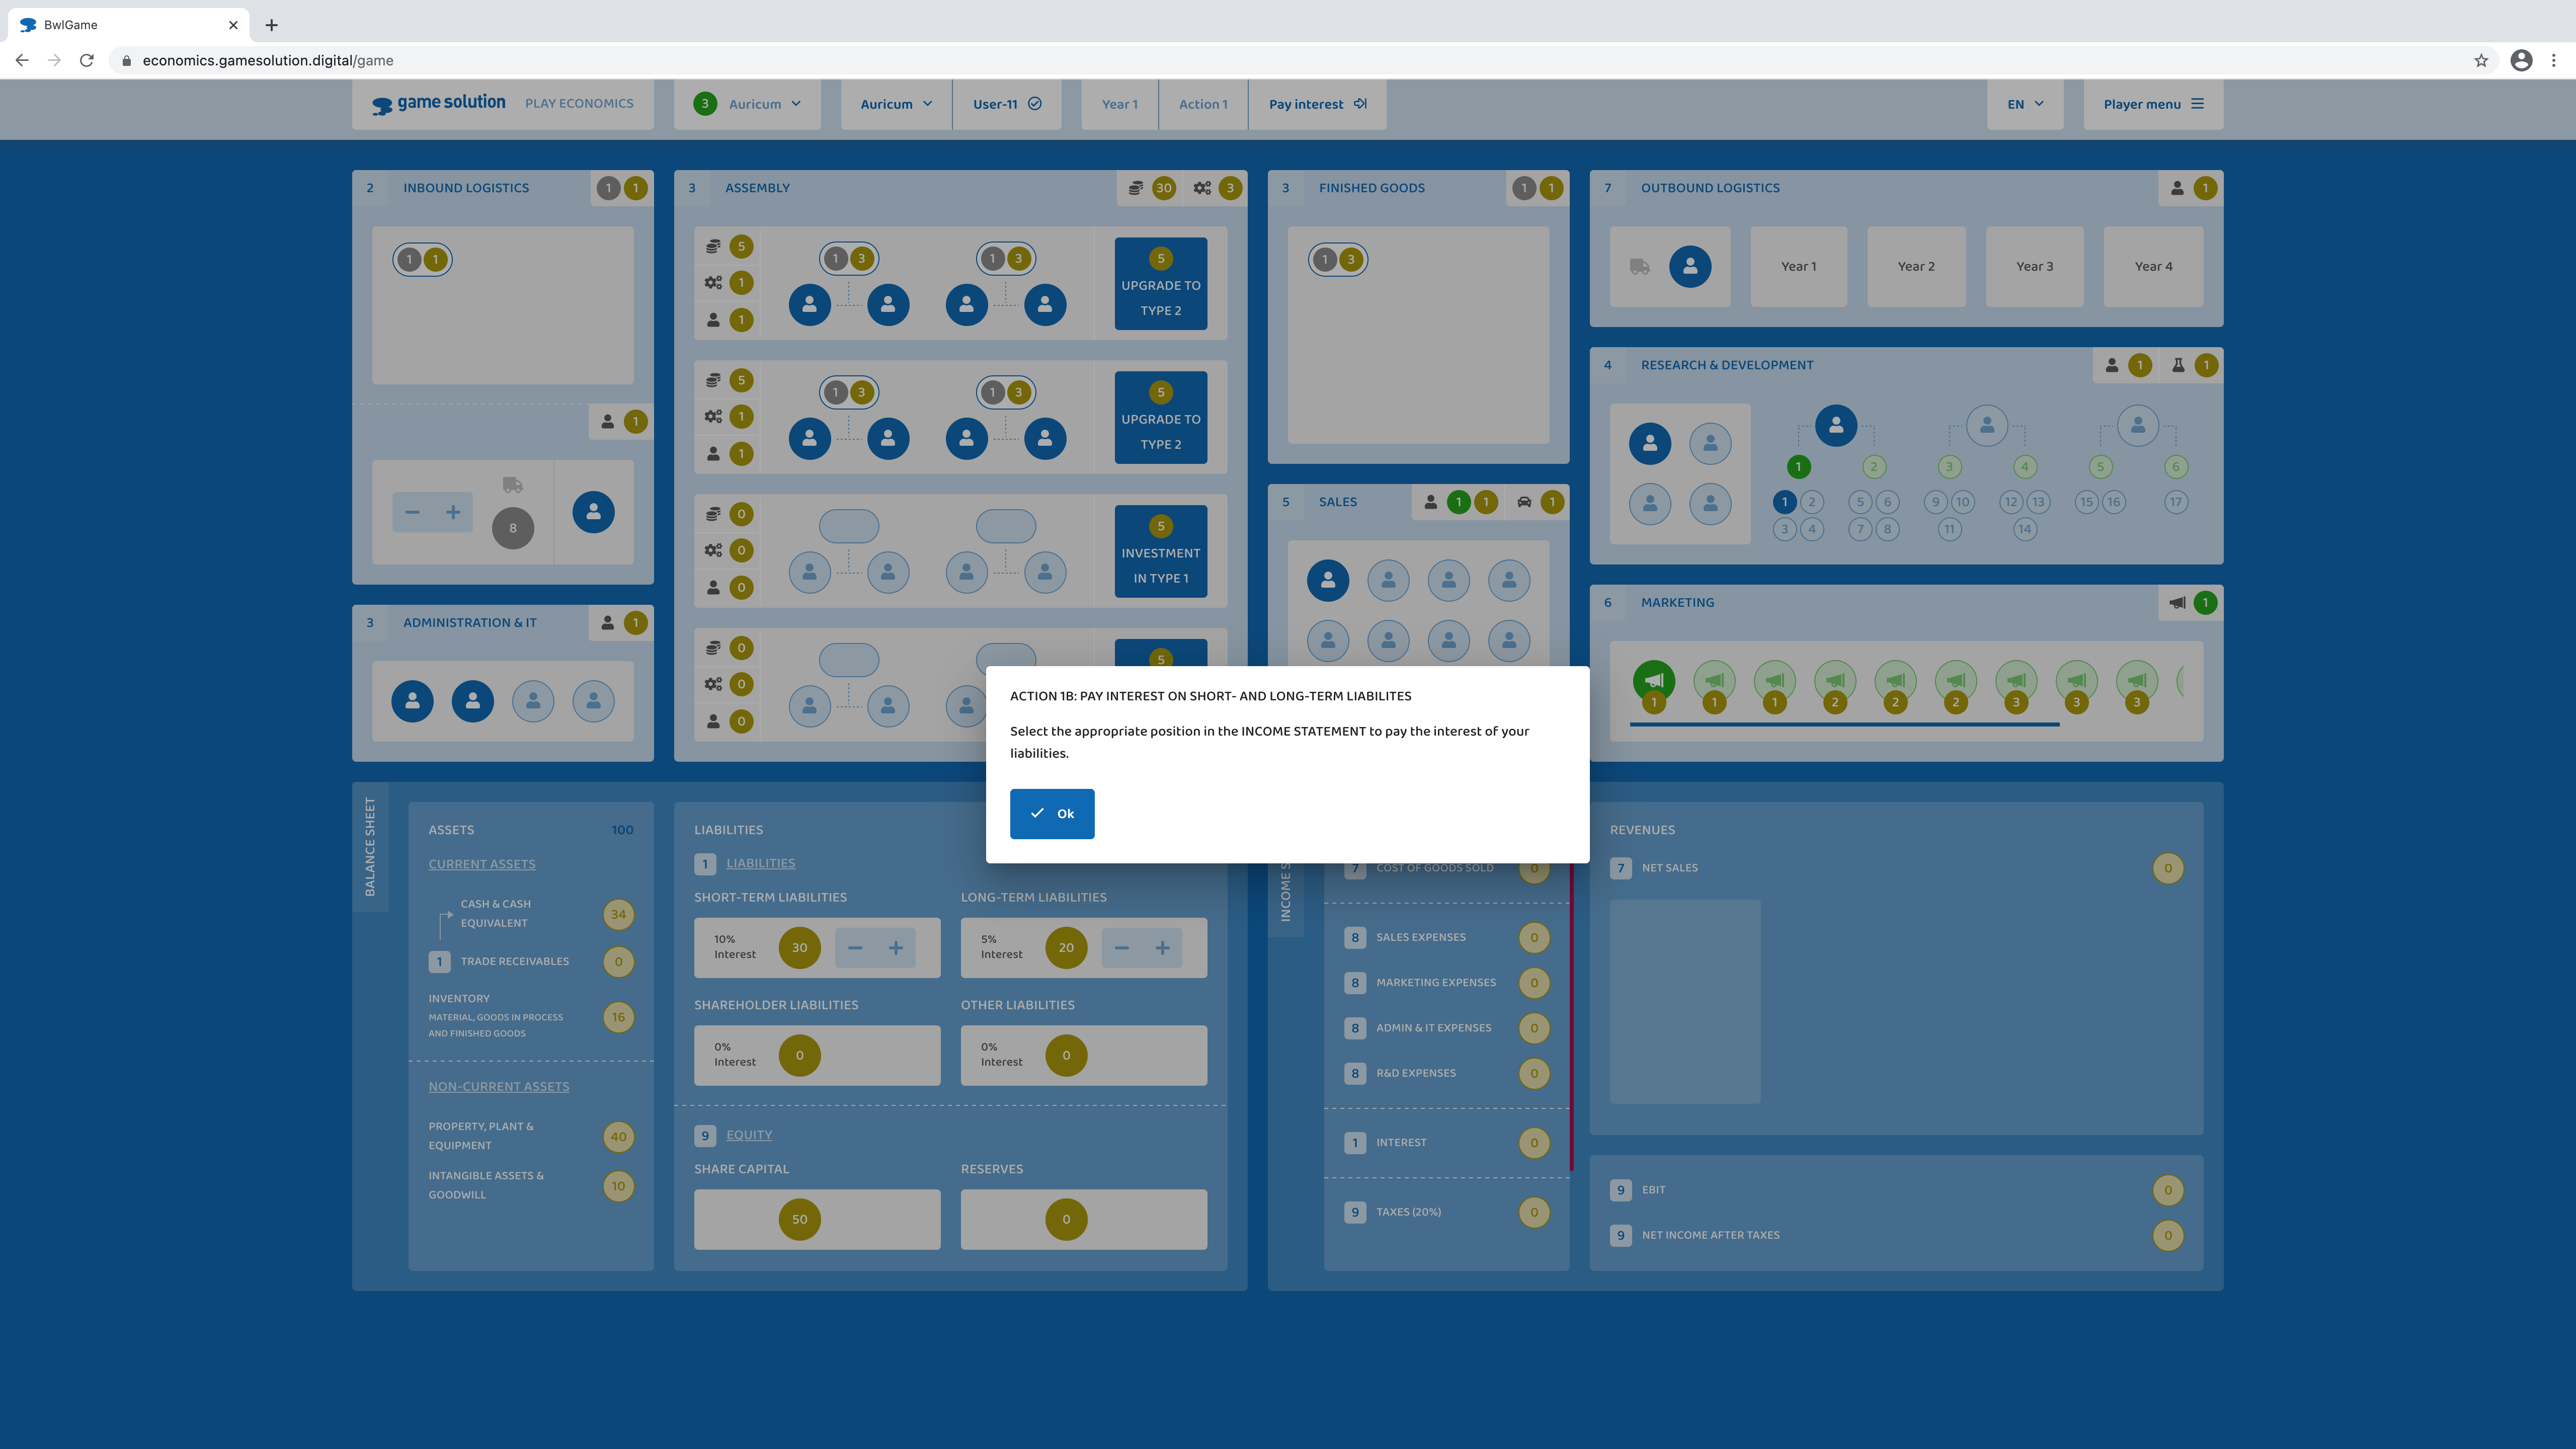 BwlGame
economics.gamesolution.digital/game
game solution PLAY ECONOMICS
3 Auricum
Auricum
User-11
Year 1
Action 1
Pay interest
EN
Player menu
2 INBOUND LOGISTICS 1 1
1 1
1
8
3 ADMINISTRATION & IT 1
3 ASSEMBLY 30 3
5 1 3 1 3 5
1 UPGRADE TO
1 TYPE 2
5 1 3 1 3 5
1 UPGRADE TO
1 TYPE 2
0 5
0 INVESTMENT
0 IN TYPE 1
0 5
0
0
3 FINISHED GOODS 1 1
1 3
5 SALES 1 1 1
7 OUTBOUND LOGISTICS 1
Year 1 Year 2 Year 3 Year 4
4 RESEARCH & DEVELOPMENT 1 1
1 2 3 4 5 6
1 2 5 6 9 10 12 13 15 16 17
3 4 7 8 11 14
6 MARKETING 1
1 1 1 2 2 2 3 3 3
ACTION 1B: PAY INTEREST ON SHORT- AND LONG-TERM LIABILITES
Select the appropriate position in the INCOME STATEMENT to pay the interest of your
liabilities.
Ok
BALANCE SHEET
ASSETS 100
CURRENT ASSETS
CASH & CASH
EQUIVALENT 34
1 TRADE RECEIVABLES 0
INVENTORY
MATERIAL, GOODS IN PROCESS
AND FINISHED GOODS 16
NON-CURRENT ASSETS
PROPERTY, PLANT &
EQUIPMENT 40
INTANGIBLE ASSETS &
GOODWILL 10
LIABILITIES
1 LIABILITIES
SHORT-TERM LIABILITIES LONG-TERM LIABILITIES
10%
Interest 30
5%
Interest 20
SHAREHOLDER LIABILITIES OTHER LIABILITIES
0%
Interest 0
0%
Interest 0
9 EQUITY
SHARE CAPITAL RESERVES
50 0
INCOME S
7 COST OF GOODS SOLD 0
8 SALES EXPENSES 0
8 MARKETING EXPENSES 0
8 ADMIN & IT EXPENSES 0
8 R&D EXPENSES 0
1 INTEREST 0
9 TAXES (20%) 0
REVENUES
7 NET SALES 0
9 EBIT 0
9 NET INCOME AFTER TAXES 0